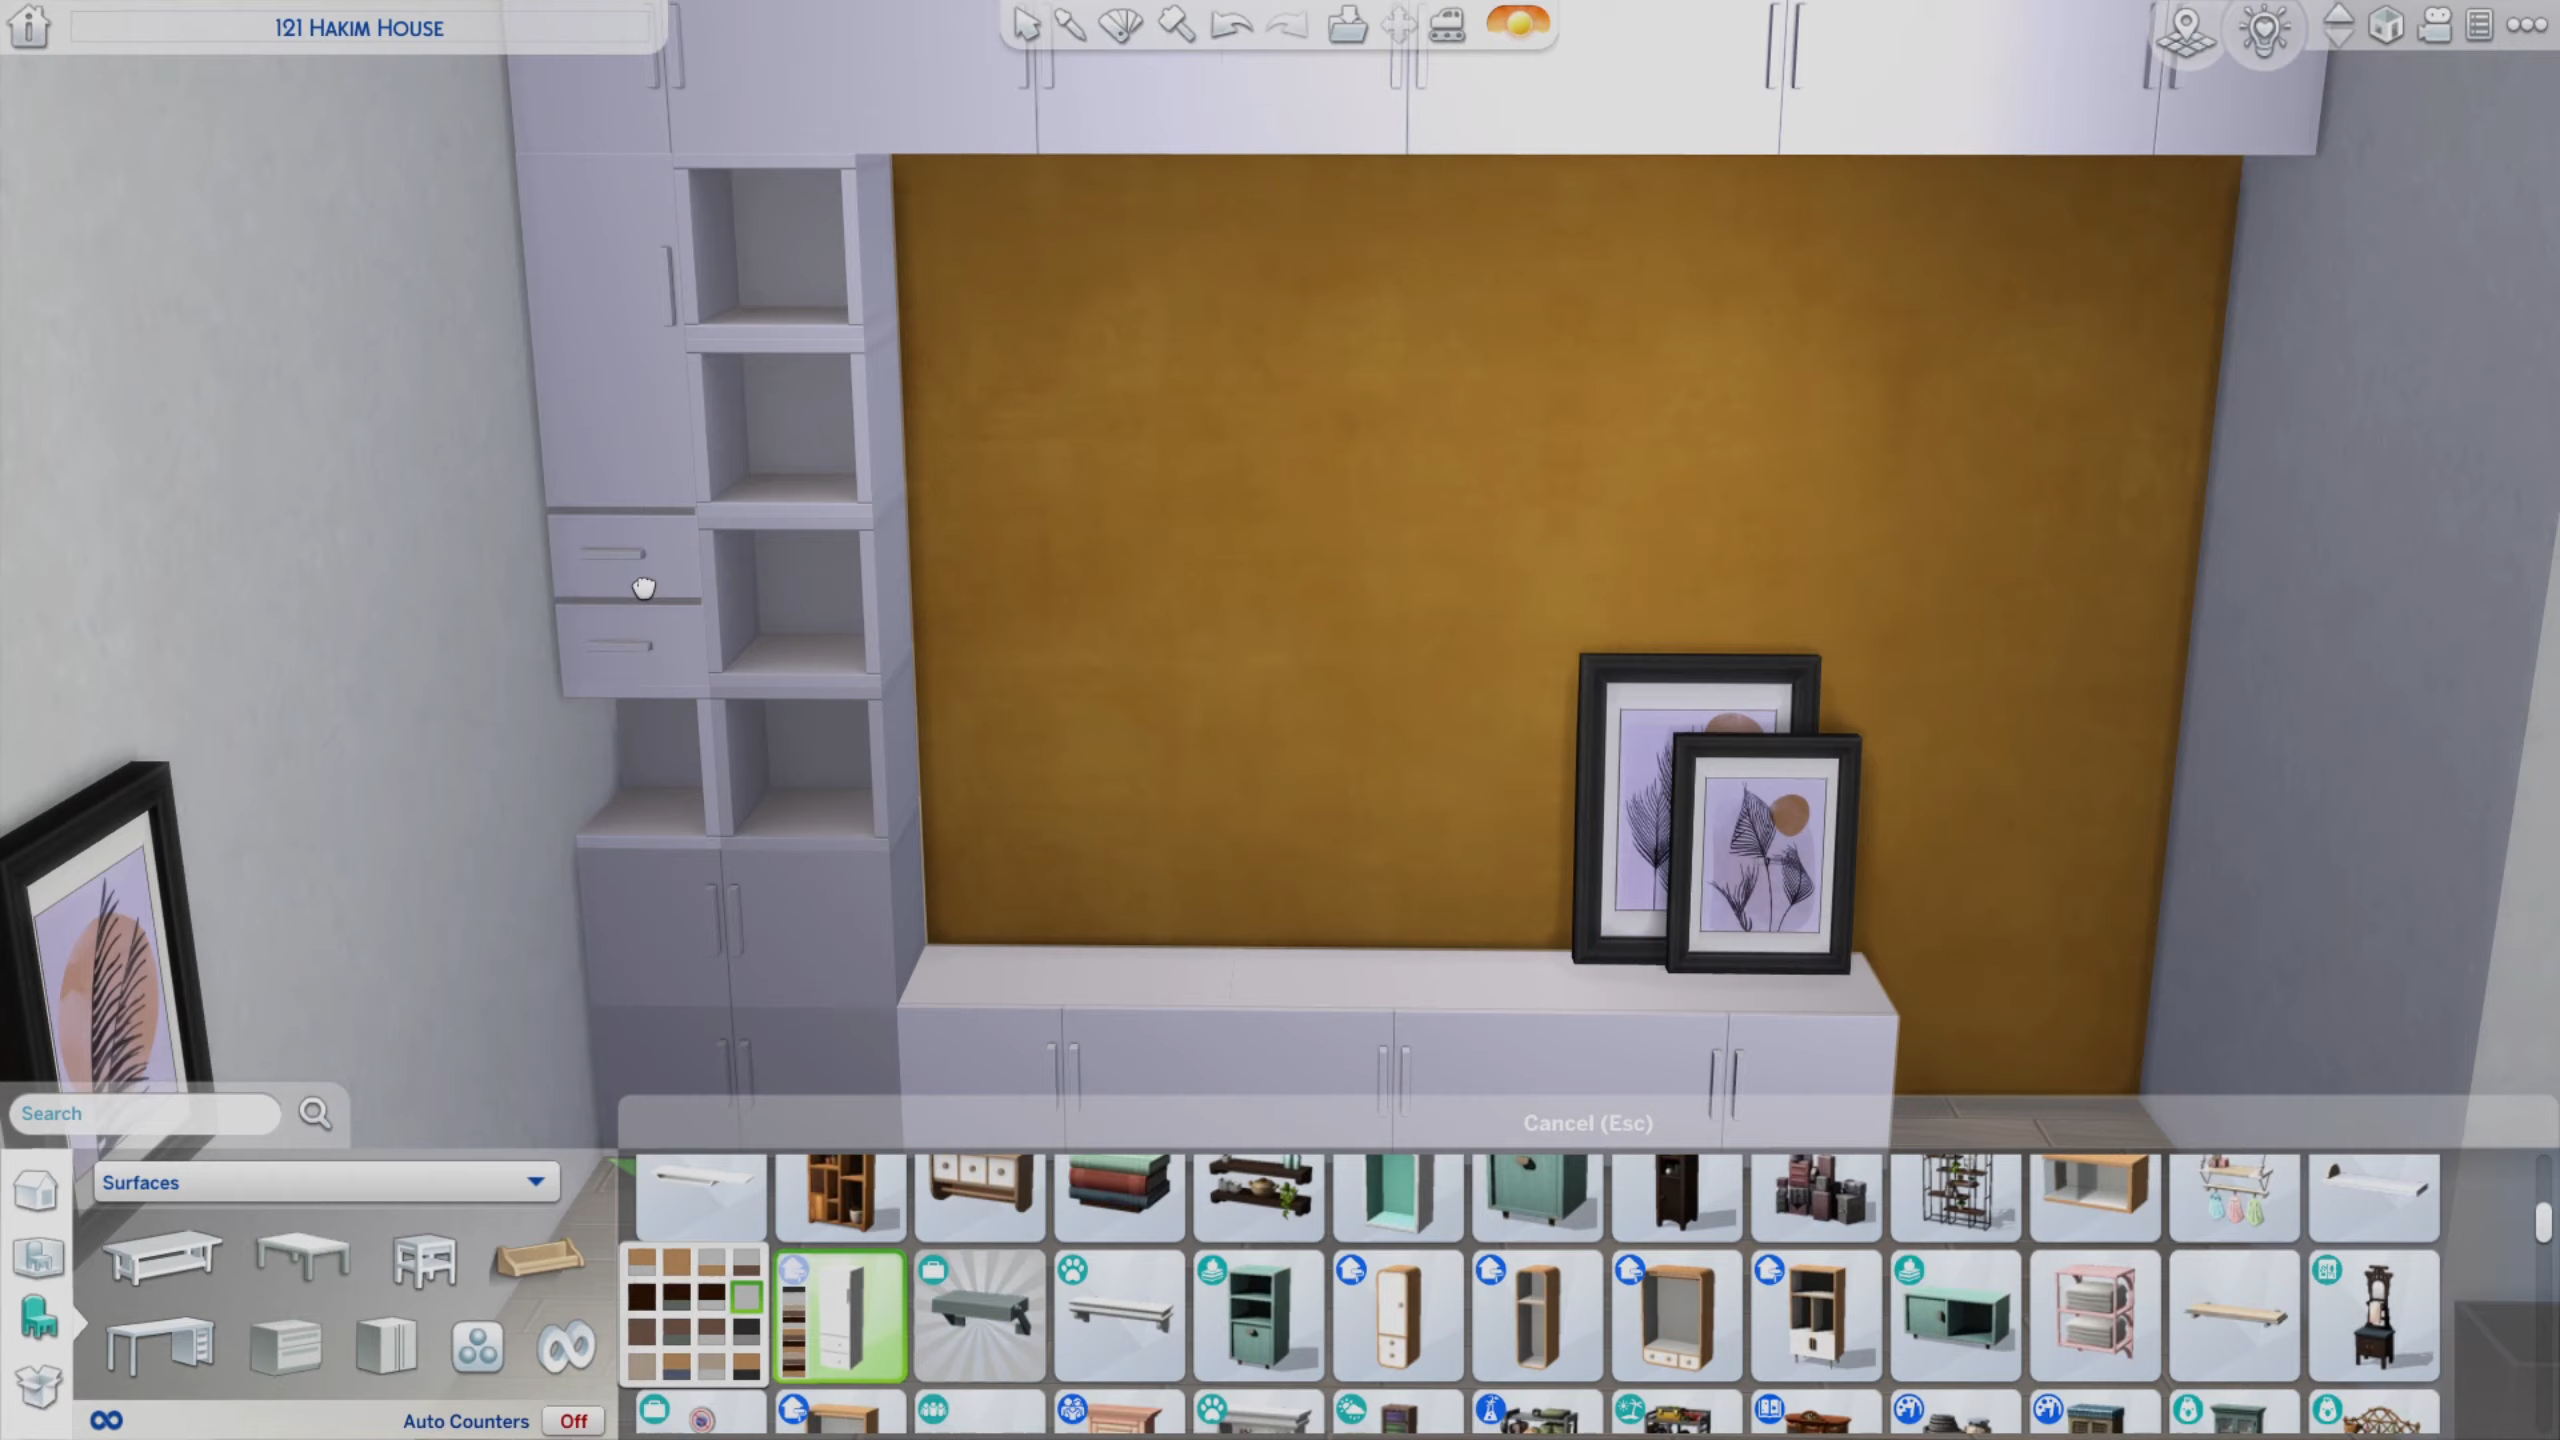 121 HAKIM HOUSE
Cancel (Esc)
Search
Surfaces
Auto Counters
Off